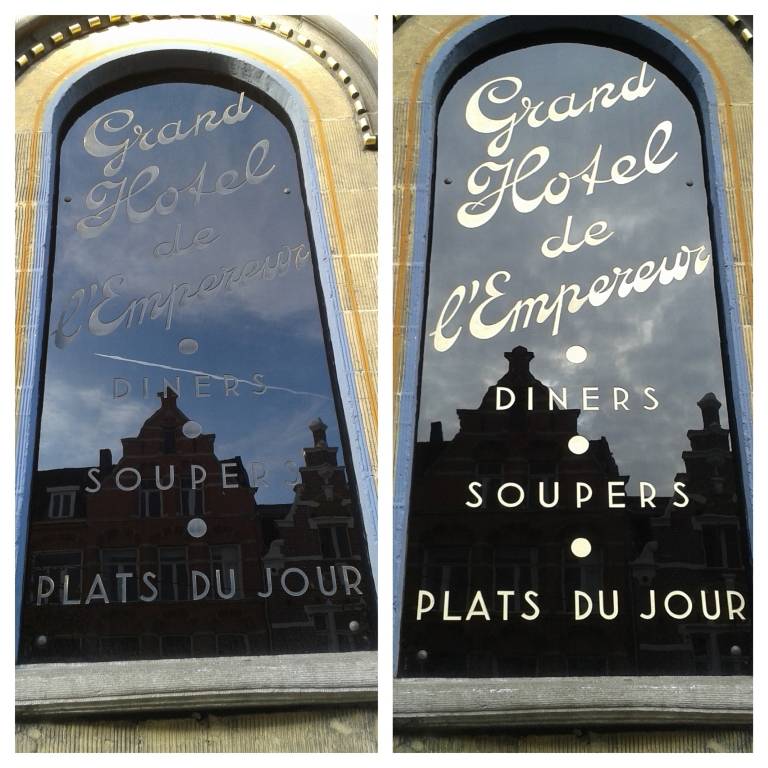 Grand
Hotel
de
l'Empereur
DINERS
SOUPERS
PLATS DU JOUR
Grand
Hotel
de
l'Empereur
DINERS
SOUPERS
PLATS DU JOUR